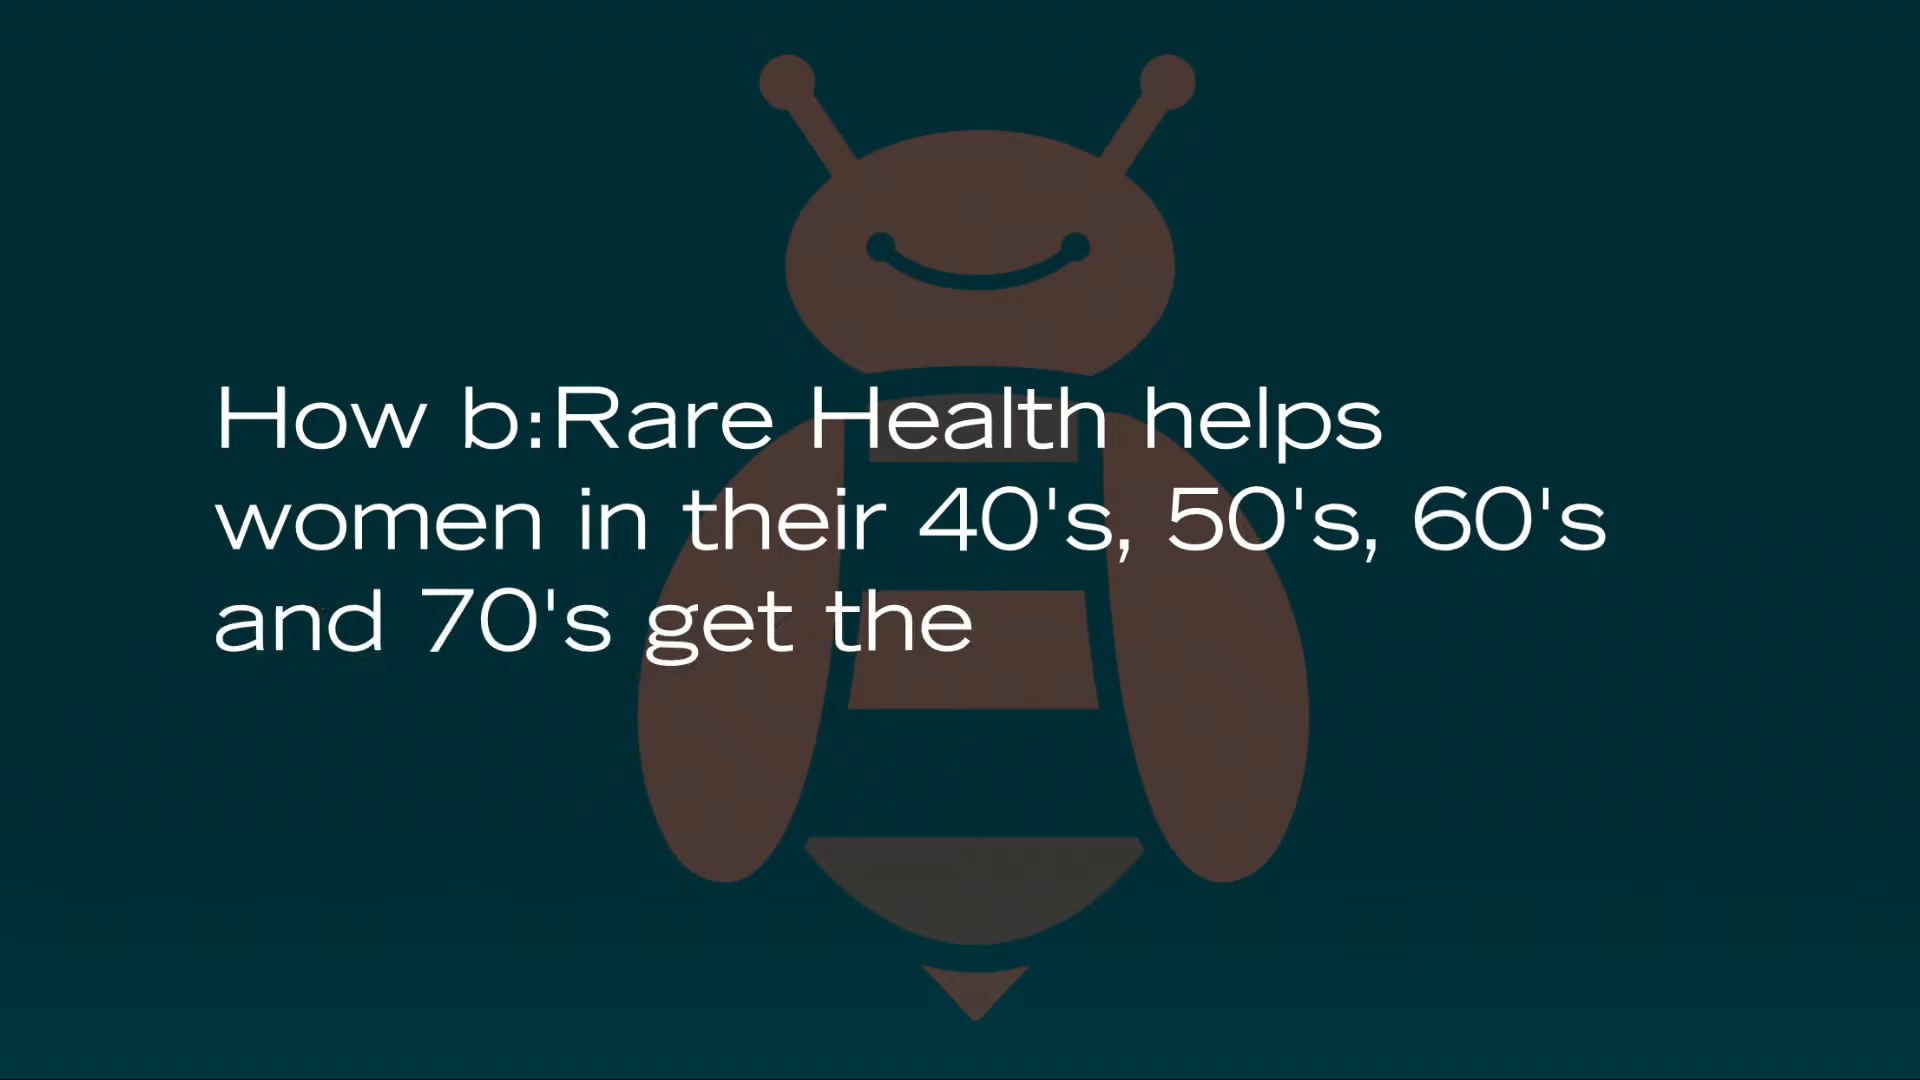 How b:Rare Health helps
women in their 40's, 50's, 60's
and 70's get the